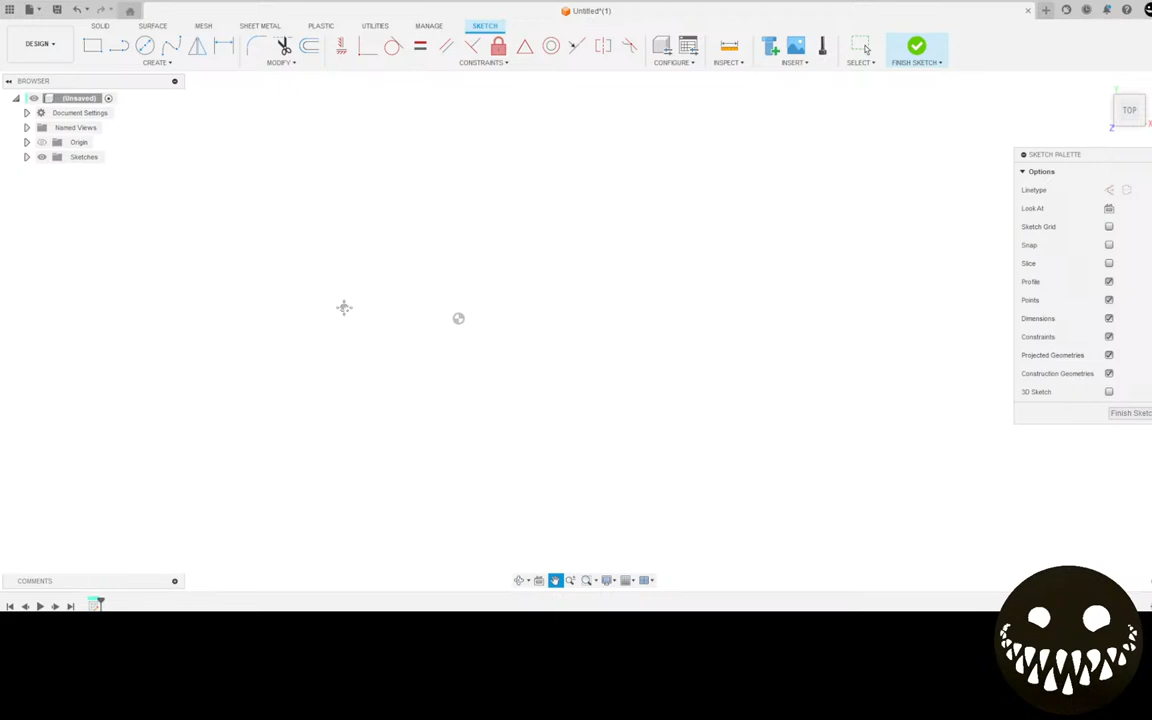 Untitled*(1)
SOLID SURFACE MESH SHEET METAL PLASTIC UTILITIES MANAGE SKETCH
DESIGN
CREATE MODIFY CONSTRAINTS CONFIGURE INSPECT INSERT SELECT FINISH SKETCH
BROWSER
(Unsaved)
Document Settings
Named Views
Origin
Sketches
TOP
Y
X
Z
SKETCH PALETTE
Options
Linetype
Look At
Sketch Grid
Snap
Slice
Profile
Points
Dimensions
Constraints
Projected Geometries
Construction Geometries
3D Sketch
Finish Sketc
COMMENTS